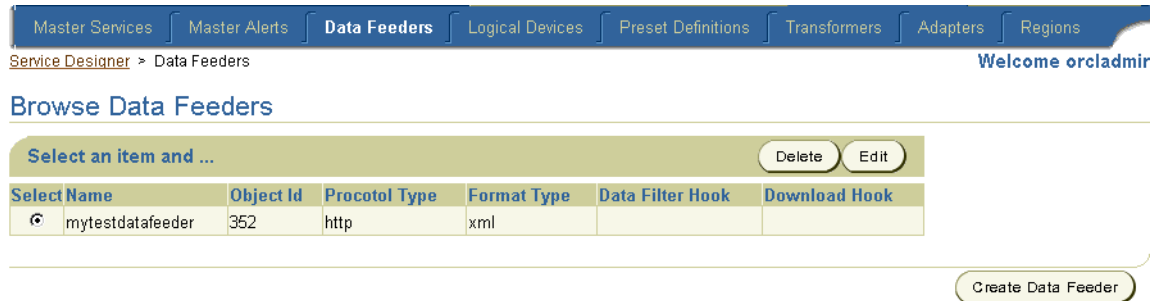 Master Services Master Alerts Data Feeders Logical Devices Preset Definitions Transformers Adapters Regions
Service Designer > Data Feeders Welcome orcladmin
Browse Data Feeders
Select an item and ... Delete Edit
Select Name Object Id Procotol Type Format Type Data Filter Hook Download Hook
mytestdatafeeder 352 http xml
Create Data Feeder